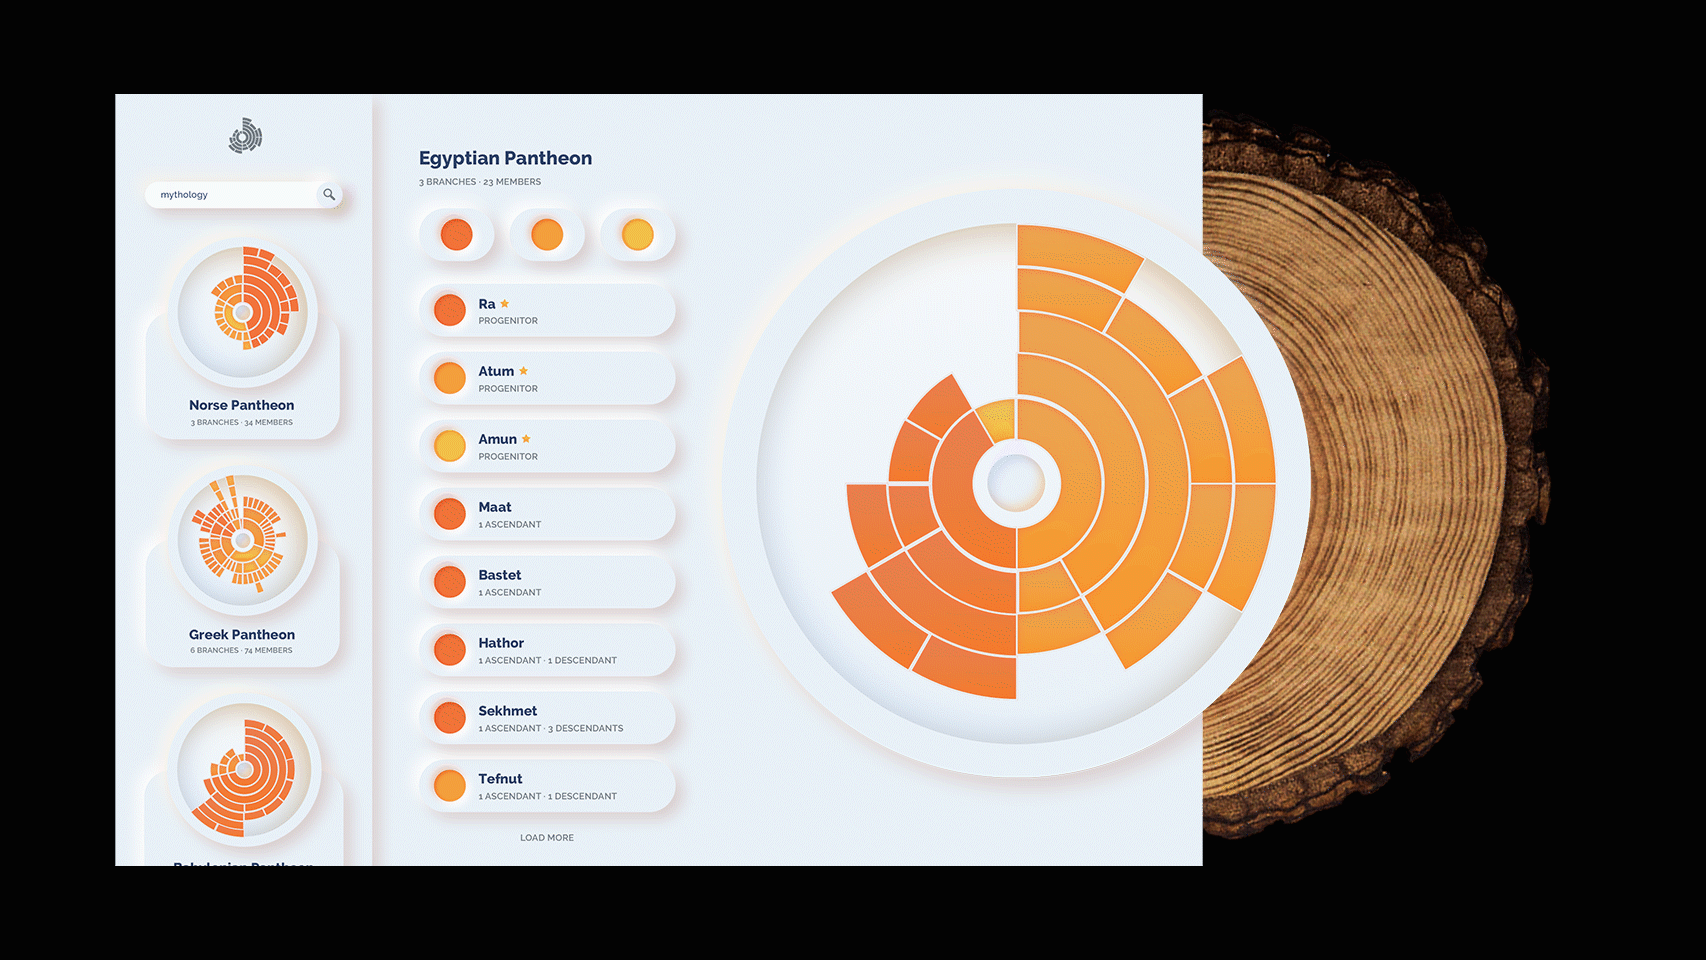 mythology
Norse Pantheon
3 BRANCHES · 34 MEMBERS
Greek Pantheon
6 BRANCHES · 74 MEMBERS
Babylonian Pantheon
Egyptian Pantheon
3 BRANCHES · 23 MEMBERS
Ra
PROGENITOR
Atum
PROGENITOR
Amun
PROGENITOR
Maat
1 ASCENDANT
Bastet
1 ASCENDANT
Hathor
1 ASCENDANT · 1 DESCENDANT
Sekhmet
1 ASCENDANT · 3 DESCENDANTS
Tefnut
1 ASCENDANT · 1 DESCENDANT
LOAD MORE